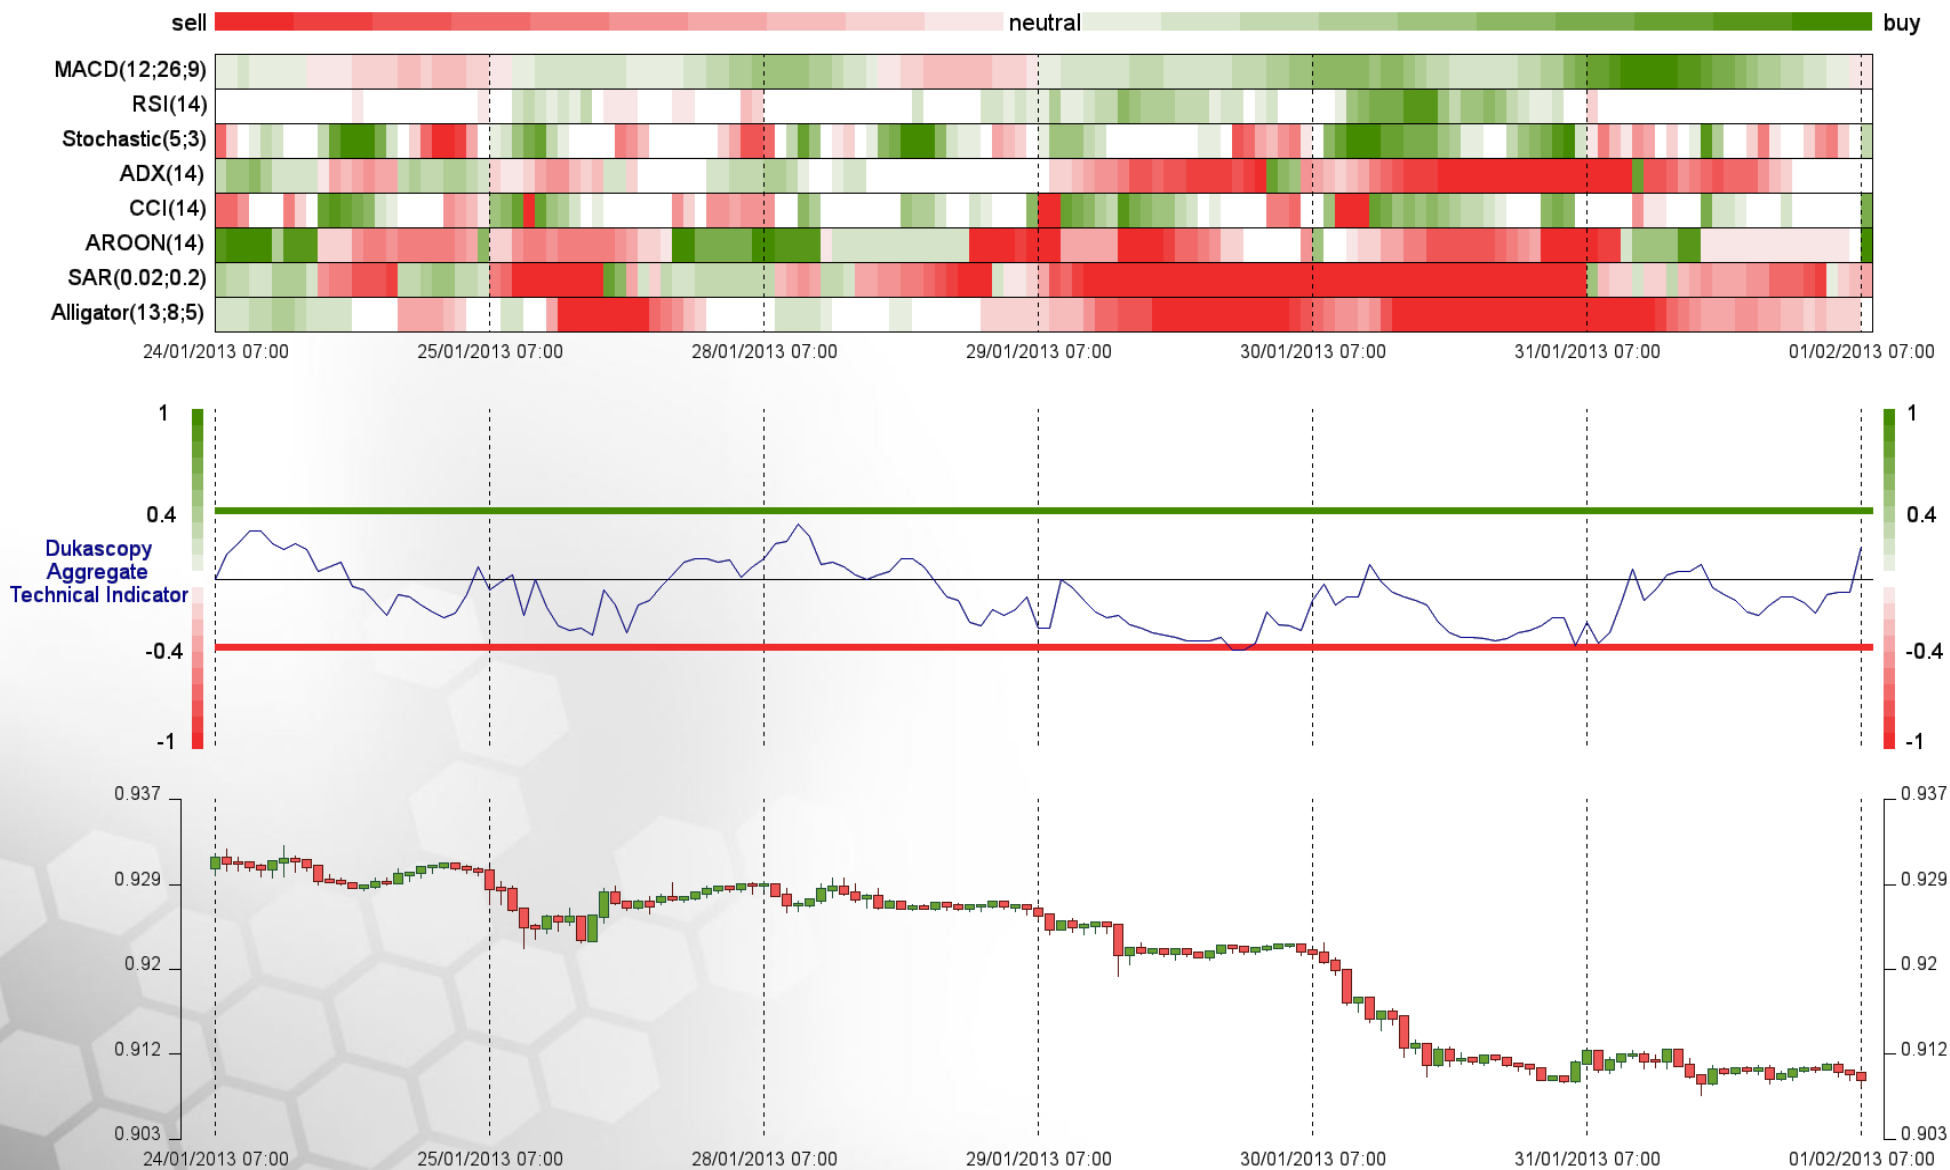 sell neutral buy
MACD(12;26;9)
RSI(14)
Stochastic(5;3)
ADX(14)
CCI(14)
AROON(14)
SAR(0.02;0.2)
Alligator(13;8;5)
24/01/2013 07:00 25/01/2013 07:00 28/01/2013 07:00 29/01/2013 07:00 30/01/2013 07:00 31/01/2013 07:00 01/02/2013 07:00
1 1
0.4 0.4
Dukascopy
Aggregate
Technical Indicator
-0.4 -0.4
-1 -1
0.937 0.937
0.929 0.929
0.92 0.92
0.912 0.912
0.903 0.903
24/01/2013 07:00 25/01/2013 07:00 28/01/2013 07:00 29/01/2013 07:00 30/01/2013 07:00 31/01/2013 07:00 01/02/2013 07:00